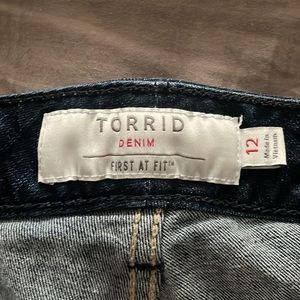 TORRID
DENIM
FIRST AT FIT™
12
Made in
Vietnam